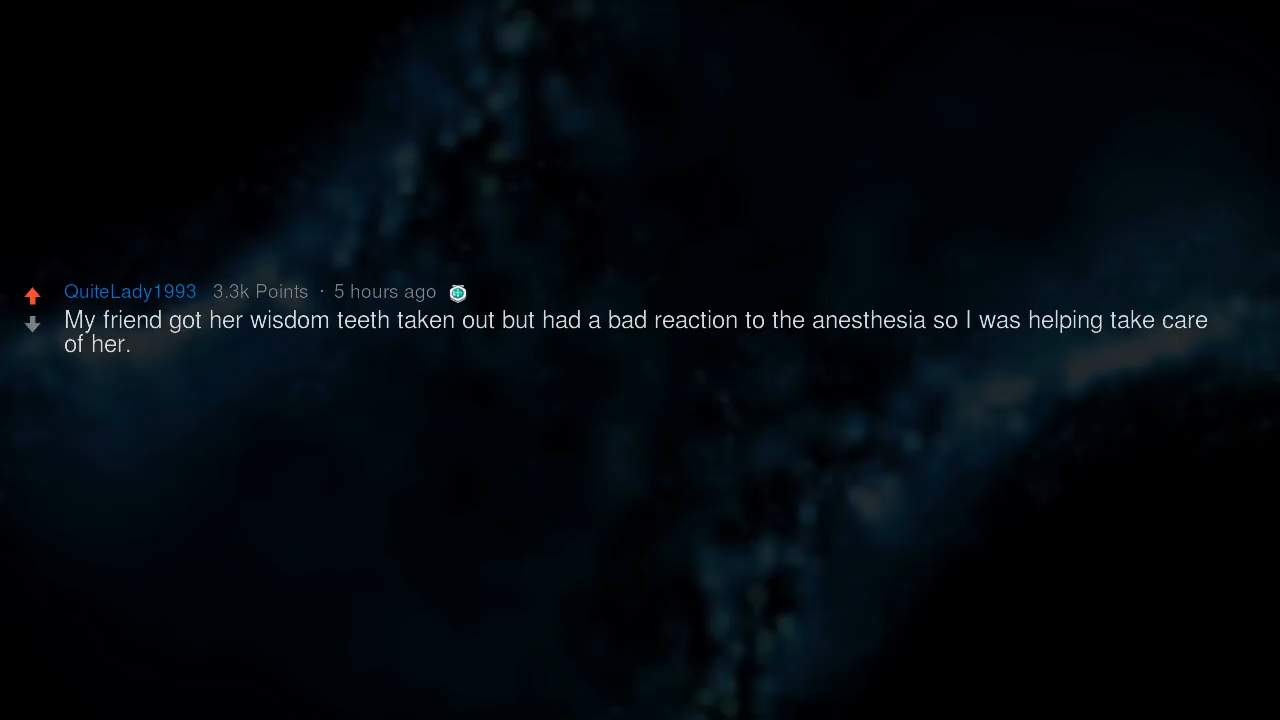 QuiteLady1993 3.3k Points · 5 hours ago
My friend got her wisdom teeth taken out but had a bad reaction to the anesthesia so I was helping take care
of her.